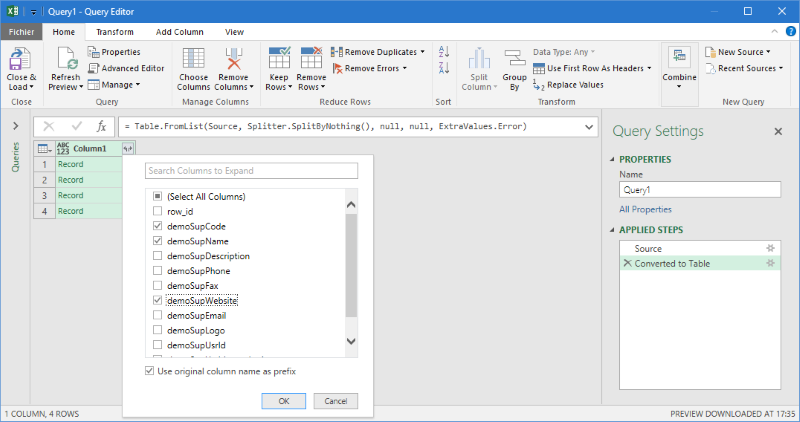 Query1 - Query Editor
Fichier Home Transform Add Column View
Close & Load
Close
Refresh Preview
Properties
Advanced Editor
Manage
Query
Choose Columns
Remove Columns
Manage Columns
Keep Rows
Remove Rows
Remove Duplicates
Remove Errors
Reduce Rows
A Z
Z A
Sort
Split Column
Group By
Data Type: Any
Use First Row As Headers
1 2 Replace Values
Transform
Combine
New Source
Recent Sources
New Query
Queries
fx = Table.FromList(Source, Splitter.SplitByNothing(), null, null, ExtraValues.Error)
ABC 123 Column1
1 Record
2 Record
3 Record
4 Record
Search Columns to Expand
(Select All Columns)
row_id
demoSupCode
demoSupName
demoSupDescription
demoSupPhone
demoSupFax
demoSupWebsite
demoSupEmail
demoSupLogo
demoSupUsrId
Use original column name as prefix
OK Cancel
Query Settings
PROPERTIES
Name
Query1
All Properties
APPLIED STEPS
Source
Converted to Table
1 COLUMN, 4 ROWS
PREVIEW DOWNLOADED AT 17:35